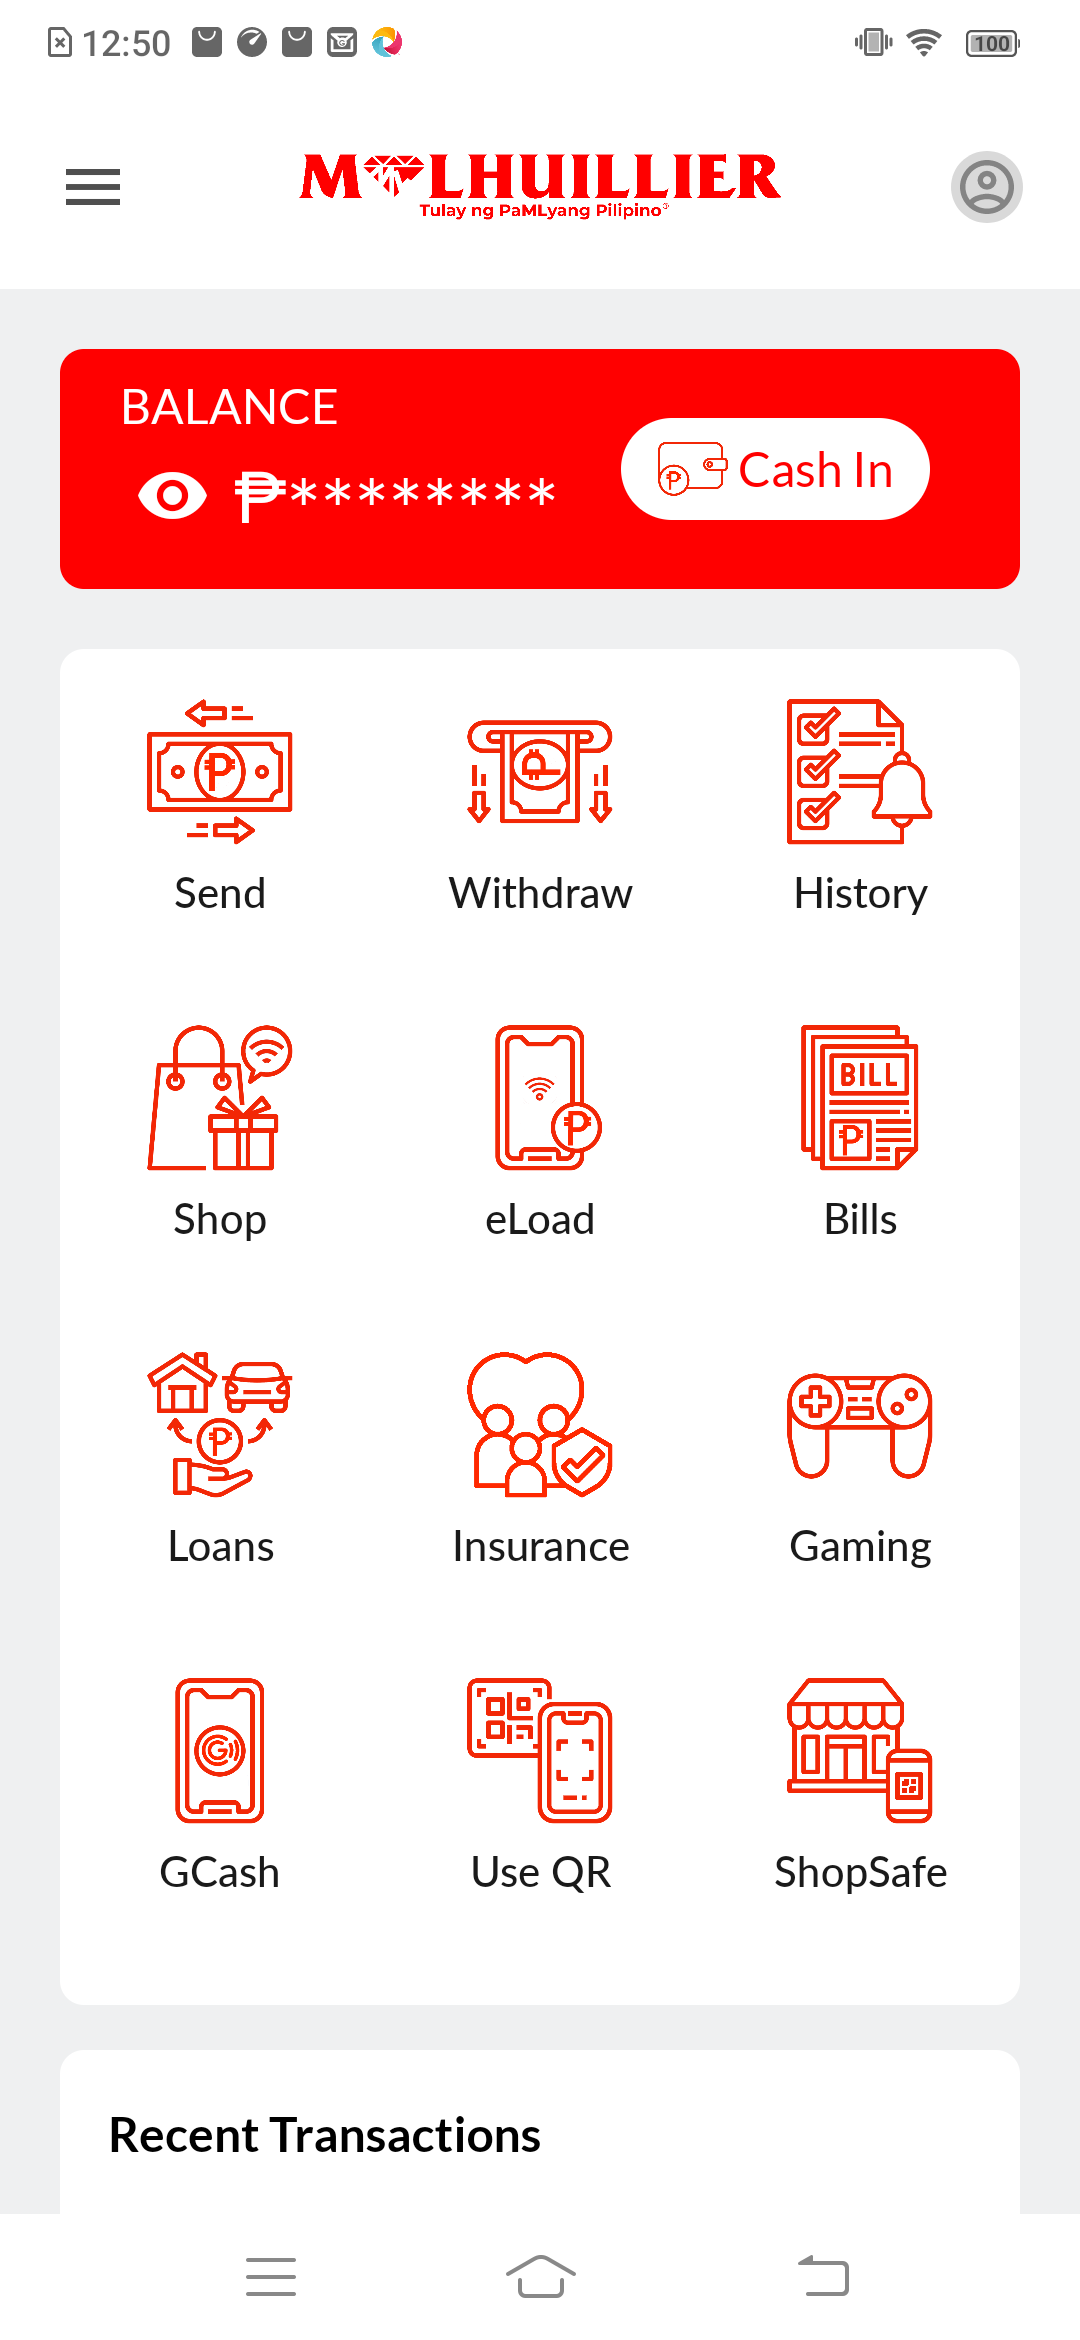 12:50
100
M LHUILLIER
Tulay ng PaMLyang Pilipino
BALANCE
₱********
Cash In
Send
Withdraw
History
BILL
Shop
eLoad
Bills
Loans
Insurance
Gaming
GCash
Use QR
ShopSafe
Recent Transactions